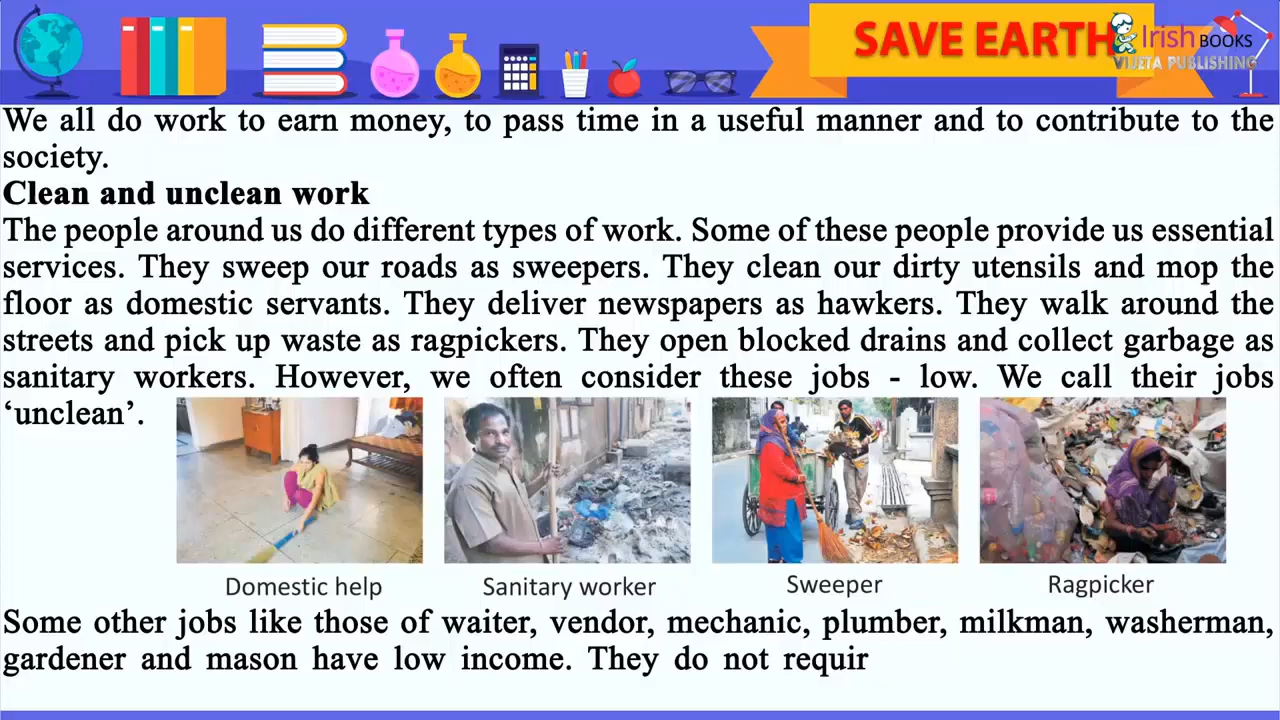 SAVE EARTH
Irish BOOKS
VIJETA PUBLISHING
We all do work to earn money, to pass time in a useful manner and to contribute to the
society.
Clean and unclean work
The people around us do different types of work. Some of these people provide us essential
services. They sweep our roads as sweepers. They clean our dirty utensils and mop the
floor as domestic servants. They deliver newspapers as hawkers. They walk around the
streets and pick up waste as ragpickers. They open blocked drains and collect garbage as
sanitary workers. However, we often consider these jobs - low. We call their jobs
‘unclean’.
Domestic help
Sanitary worker
Sweeper
Ragpicker
Some other jobs like those of waiter, vendor, mechanic, plumber, milkman, washerman,
gardener and mason have low income. They do not requir